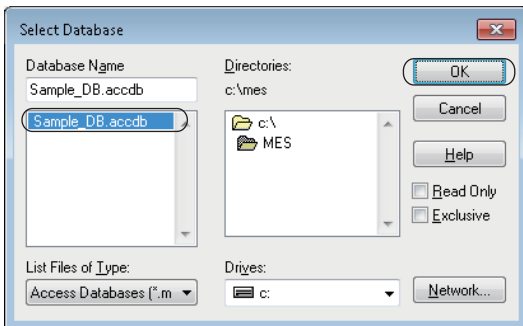 Select Database
Database Name
Directories:
OK
Sample_DB.accdb
c:\mes
Cancel
Sample_DB.accdb
c:\
MES
Help
Read Only
Exclusive
List Files of Type:
Drives:
Access Databases (*.m
c:
Network...